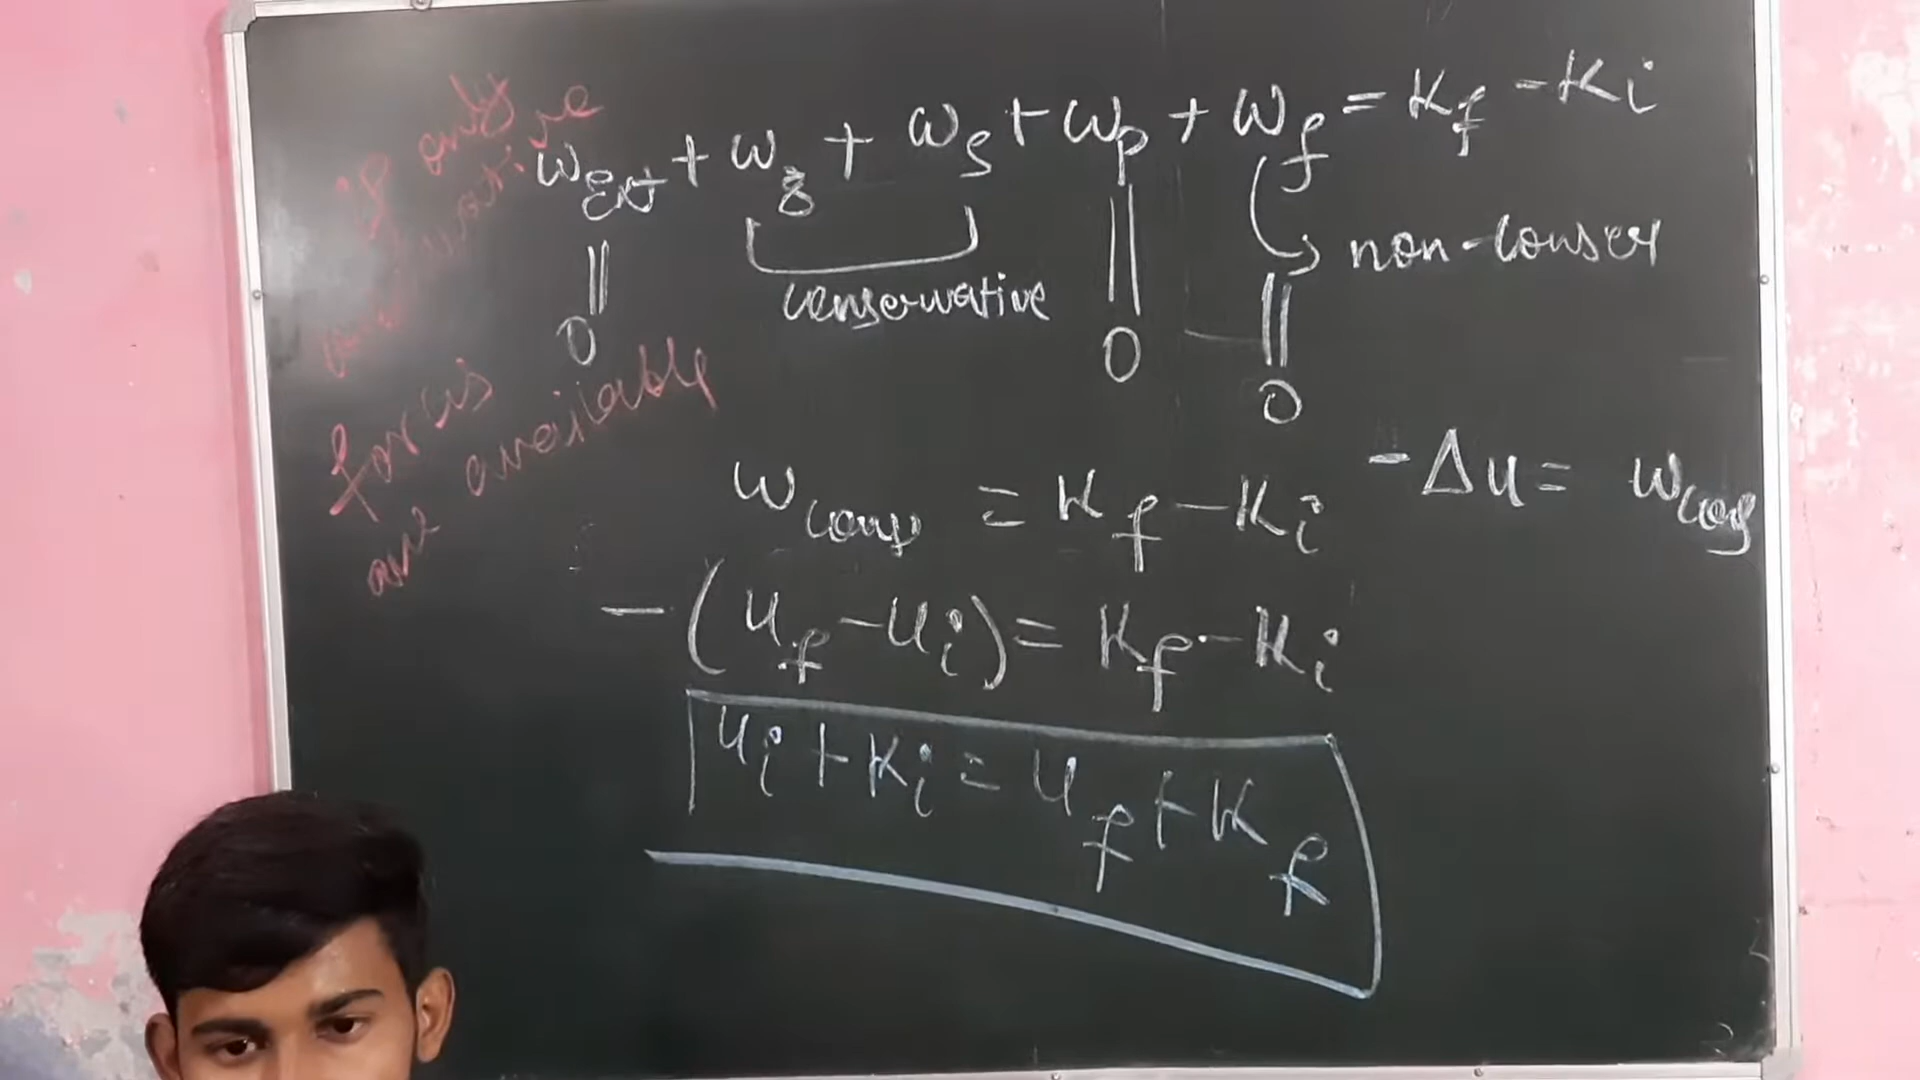 if only
conservative
forces
are available
W_Ext + W_g + W_s + W_p + W_f = K_f - K_i
|| conservative || non-conser
0 0 ||
0
W_cons = K_f - K_i
-Δu = W_cos
-(u_f - u_i) = K_f - K_i
u_i + K_i = u_f + K_f